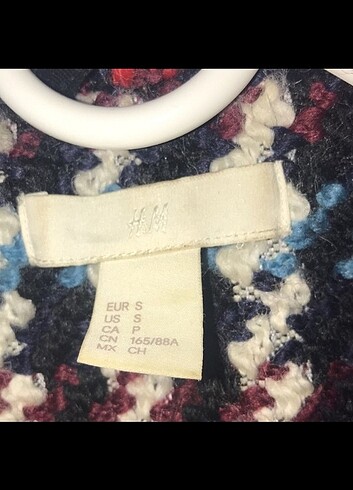 H&M
EUR S
US S
CA P
CN 165/88A
MX CH